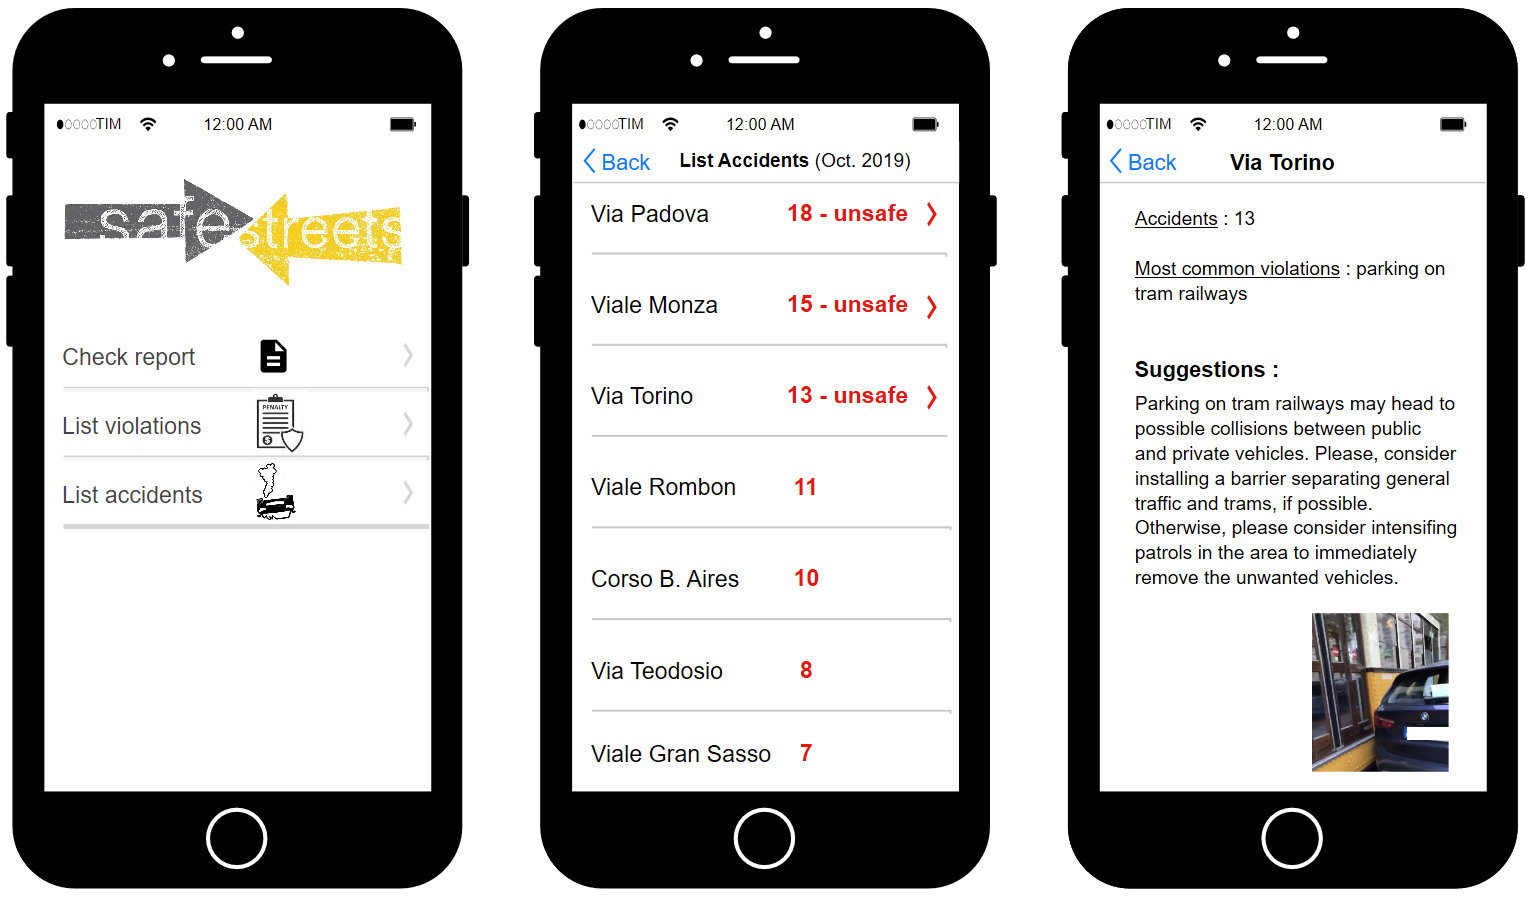 TIM 12:00 AM
safestreets
Check report
PENALTY
List violations
List accidents
TIM 12:00 AM
Back List Accidents (Oct. 2019)
Via Padova 18 - unsafe
Viale Monza 15 - unsafe
Via Torino 13 - unsafe
Viale Rombon 11
Corso B. Aires 10
Via Teodosio 8
Viale Gran Sasso 7
TIM 12:00 AM
Back Via Torino
Accidents : 13
Most common violations : parking on
tram railways
Suggestions :
Parking on tram railways may head to
possible collisions between public
and private vehicles. Please, consider
installing a barrier separating general
traffic and trams, if possible.
Otherwise, please consider intensifing
patrols in the area to immediately
remove the unwanted vehicles.